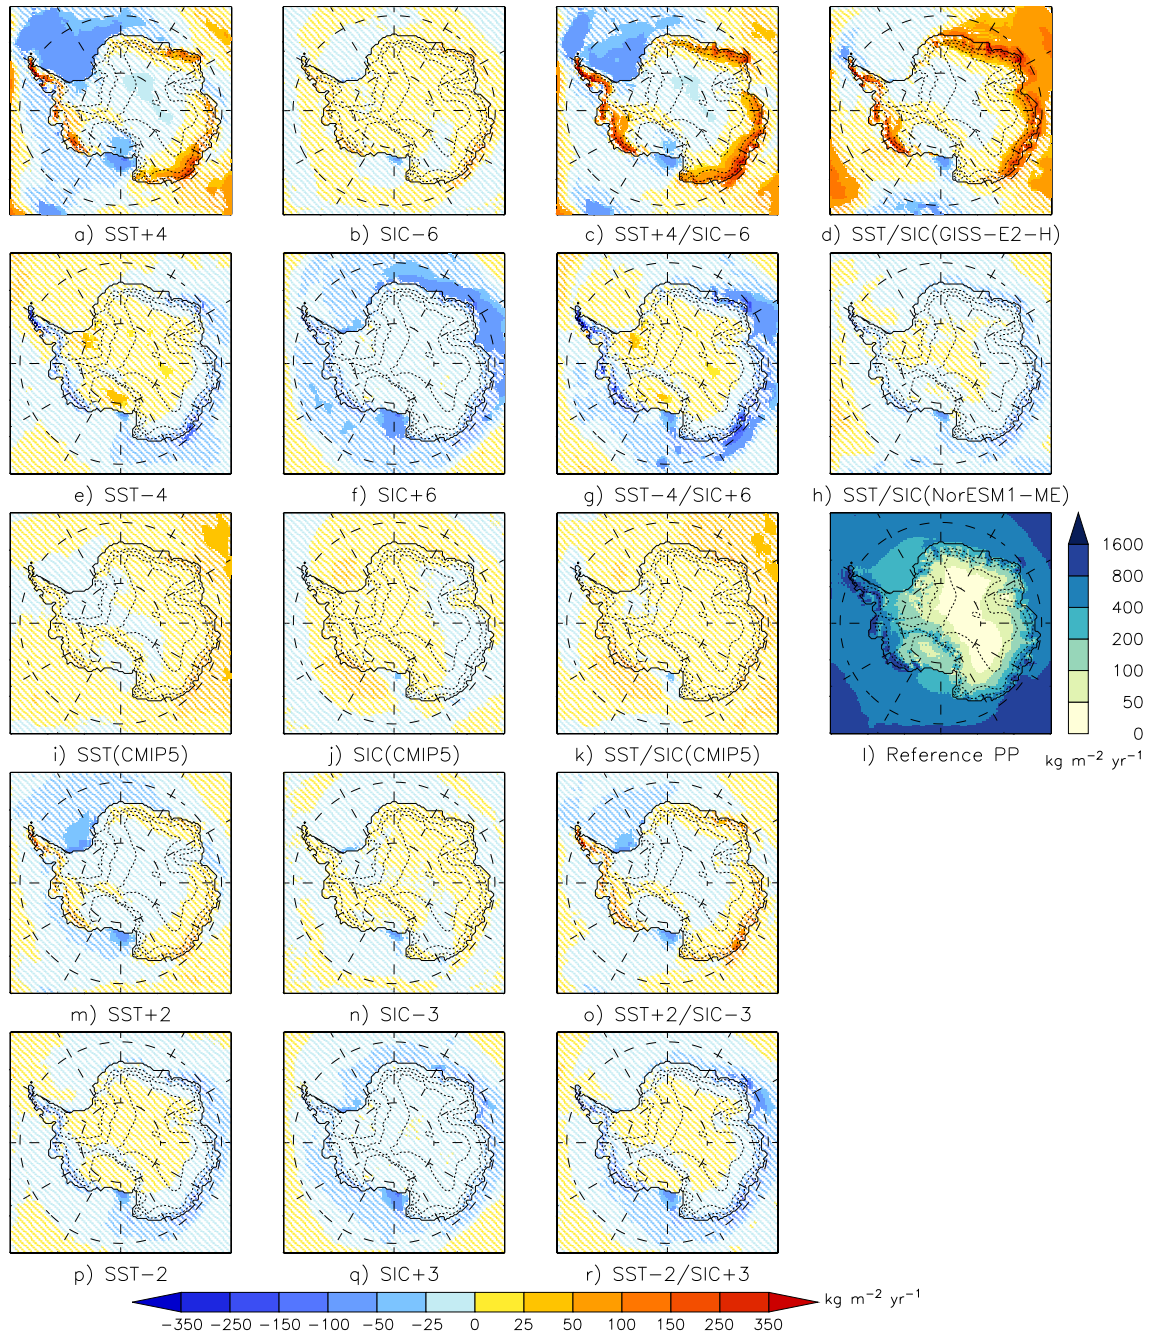 a) SST+4
b) SIC−6
c) SST+4/SIC−6
d) SST/SIC(GISS−E2−H)
e) SST−4
f) SIC+6
g) SST−4/SIC+6
h) SST/SIC(NorESM1−ME)
1600
800
400
200
100
50
0
kg m−2 yr−1
i) SST(CMIP5)
j) SIC(CMIP5)
k) SST/SIC(CMIP5)
l) Reference PP
m) SST+2
n) SIC−3
o) SST+2/SIC−3
p) SST−2
q) SIC+3
r) SST−2/SIC+3
kg m−2 yr−1
−350 −250 −150 −100 −50 −25 0 25 50 100 150 250 350